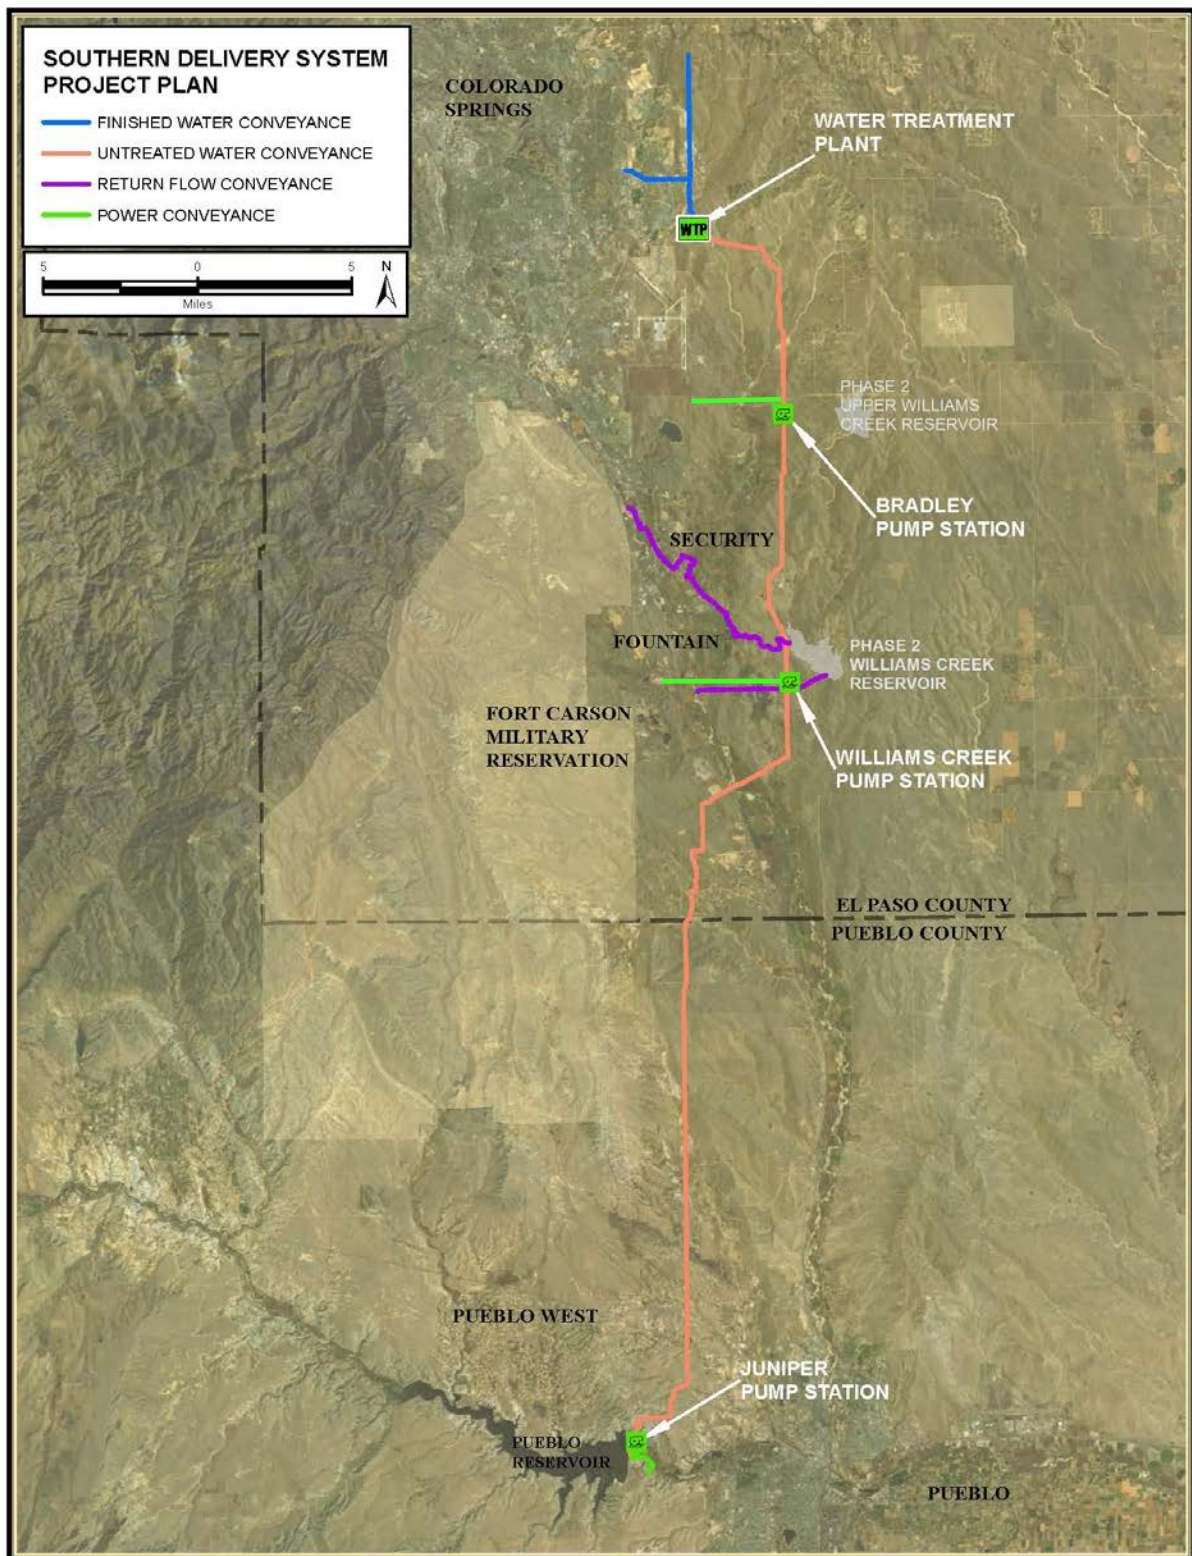 SOUTHERN DELIVERY SYSTEM
PROJECT PLAN
FINISHED WATER CONVEYANCE
UNTREATED WATER CONVEYANCE
RETURN FLOW CONVEYANCE
POWER CONVEYANCE
5 0 5
Miles
N
COLORADO
SPRINGS
WATER TREATMENT
PLANT
WTP
PHASE 2
UPPER WILLIAMS
CREEK RESERVOIR
BRADLEY
PUMP STATION
SECURITY
FOUNTAIN
PHASE 2
WILLIAMS CREEK
RESERVOIR
FORT CARSON
MILITARY
RESERVATION
WILLIAMS CREEK
PUMP STATION
EL PASO COUNTY
PUEBLO COUNTY
PUEBLO WEST
JUNIPER
PUMP STATION
PUEBLO
RESERVOIR
PUEBLO